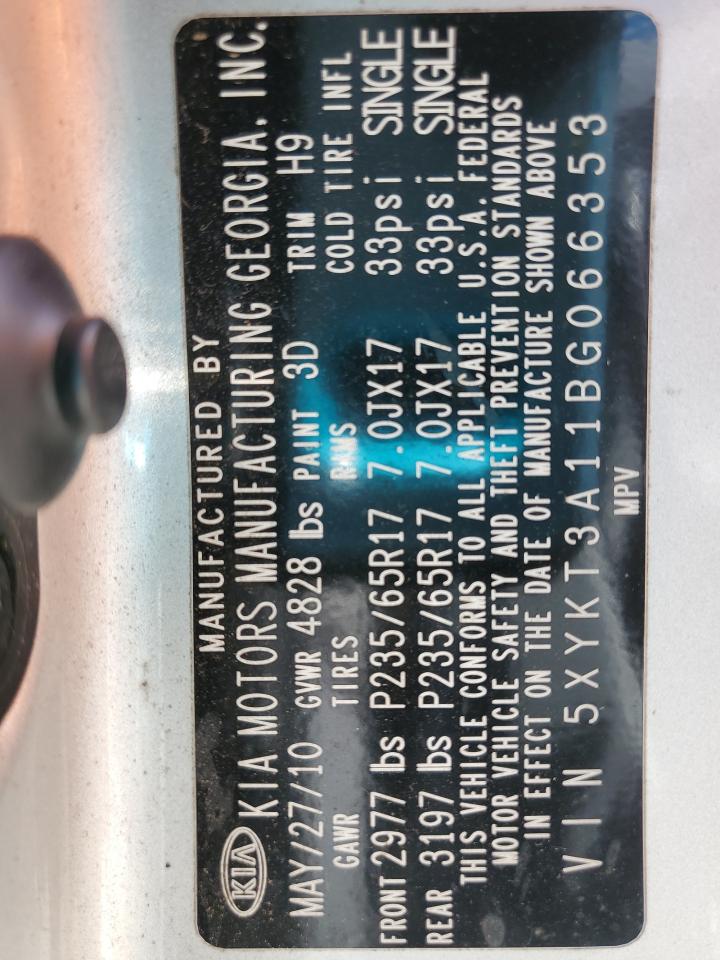 MANUFACTURED BY
KIA KIA MOTORS MANUFACTURING GEORGIA, INC.
MAY/27/10 GVWR 4828 lbs PAINT 3D TRIM H9
GAWR TIRES RIMS COLD TIRE INFL
FRONT 2977 lbs P235/65R17 7.0JX17 33psi SINGLE
REAR 3197 lbs P235/65R17 7.0JX17 33psi SINGLE
THIS VEHICLE CONFORMS TO ALL APPLICABLE U.S.A. FEDERAL
MOTOR VEHICLE SAFETY AND THEFT PREVENTION STANDARDS
IN EFFECT ON THE DATE OF MANUFACTURE SHOWN ABOVE
VIN 5XYKT3A11BG066353
MPV